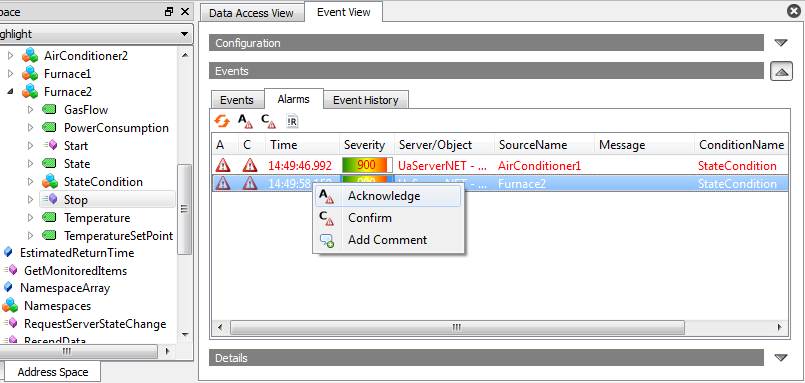 pace
ghlight
AirConditioner2
Furnace1
Furnace2
GasFlow
PowerConsumption
Start
State
StateCondition
Stop
Temperature
TemperatureSetPoint
EstimatedReturnTime
GetMonitoredItems
NamespaceArray
Namespaces
RequestServerStateChange
ResendData
Address Space
Data Access View Event View
Configuration
Events
Events Alarms Event History
A C !R
A C Time Severity Server/Object SourceName Message ConditionName
14:49:46.992 900 UaServerNET - ... AirConditioner1 StateCondition
14:49:58.150 900 UaServerNET - ... Furnace2 StateCondition
A Acknowledge
C Confirm
Add Comment
Details